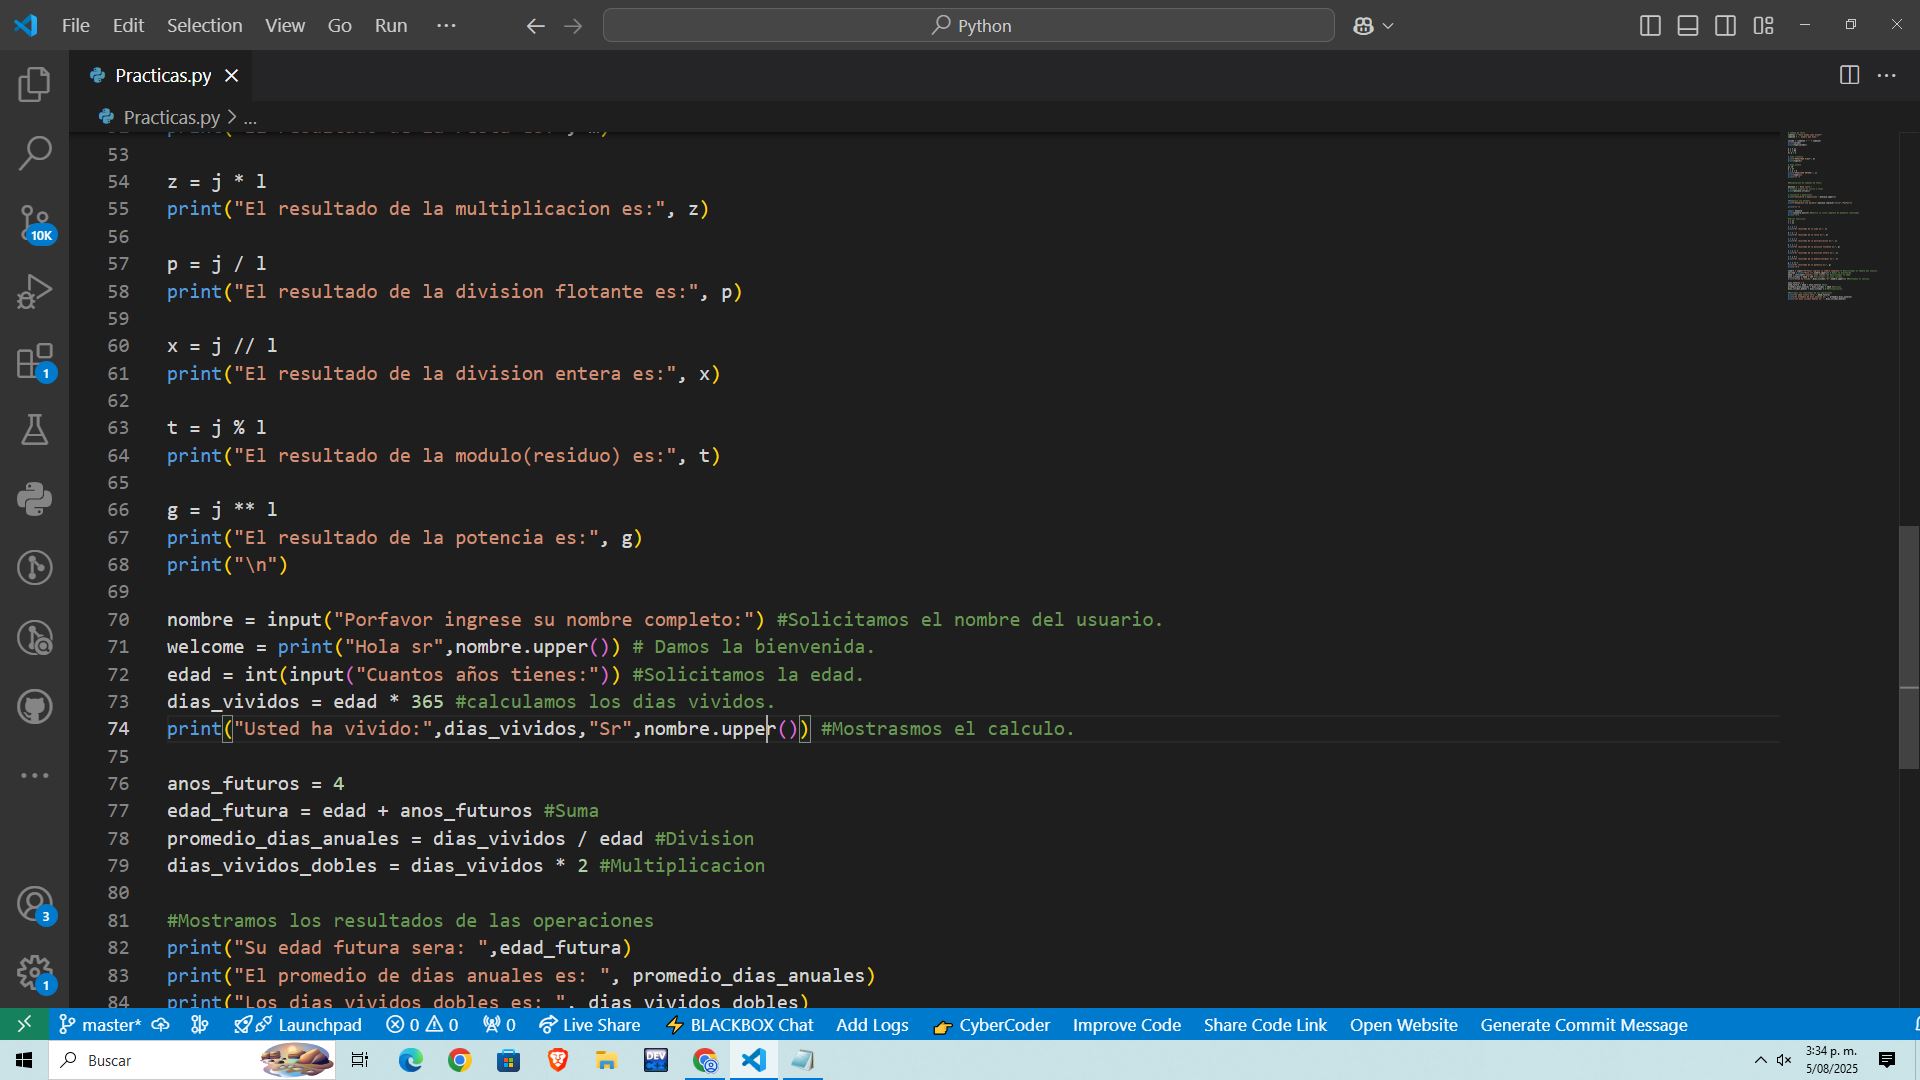 File Edit Selection View Go Run ···
Python
Practicas.py
Practicas.py > ...
53
54 z = j * l
55 print("El resultado de la multiplicacion es:", z)
56
57 p = j / l
58 print("El resultado de la division flotante es:", p)
59
60 x = j // l
61 print("El resultado de la division entera es:", x)
62
63 t = j % l
64 print("El resultado de la modulo(residuo) es:", t)
65
66 g = j ** l
67 print("El resultado de la potencia es:", g)
68 print("\n")
69
70 nombre = input("Porfavor ingrese su nombre completo:") #Solicitamos el nombre del usuario.
71 welcome = print("Hola sr",nombre.upper()) # Damos la bienvenida.
72 edad = int(input("Cuantos años tienes:")) #Solicitamos la edad.
73 dias_vividos = edad * 365 #calculamos los dias vividos.
74 print("Usted ha vivido:",dias_vividos,"Sr",nombre.upper()) #Mostrasmos el calculo.
75
76 anos_futuros = 4
77 edad_futura = edad + anos_futuros #Suma
78 promedio_dias_anuales = dias_vividos / edad #Division
79 dias_vividos_dobles = dias_vividos * 2 #Multiplicacion
80
81 #Mostramos los resultados de las operaciones
82 print("Su edad futura sera: ",edad_futura)
83 print("El promedio de dias anuales es: ", promedio_dias_anuales)
84 print("Los dias vividos dobles es: ", dias_vividos_dobles)
10K
1
3
1
master* Launchpad 0 0 0 Live Share BLACKBOX Chat Add Logs CyberCoder Improve Code Share Code Link Open Website Generate Commit Message
Buscar
DEV
3:34 p. m.
5/08/2025